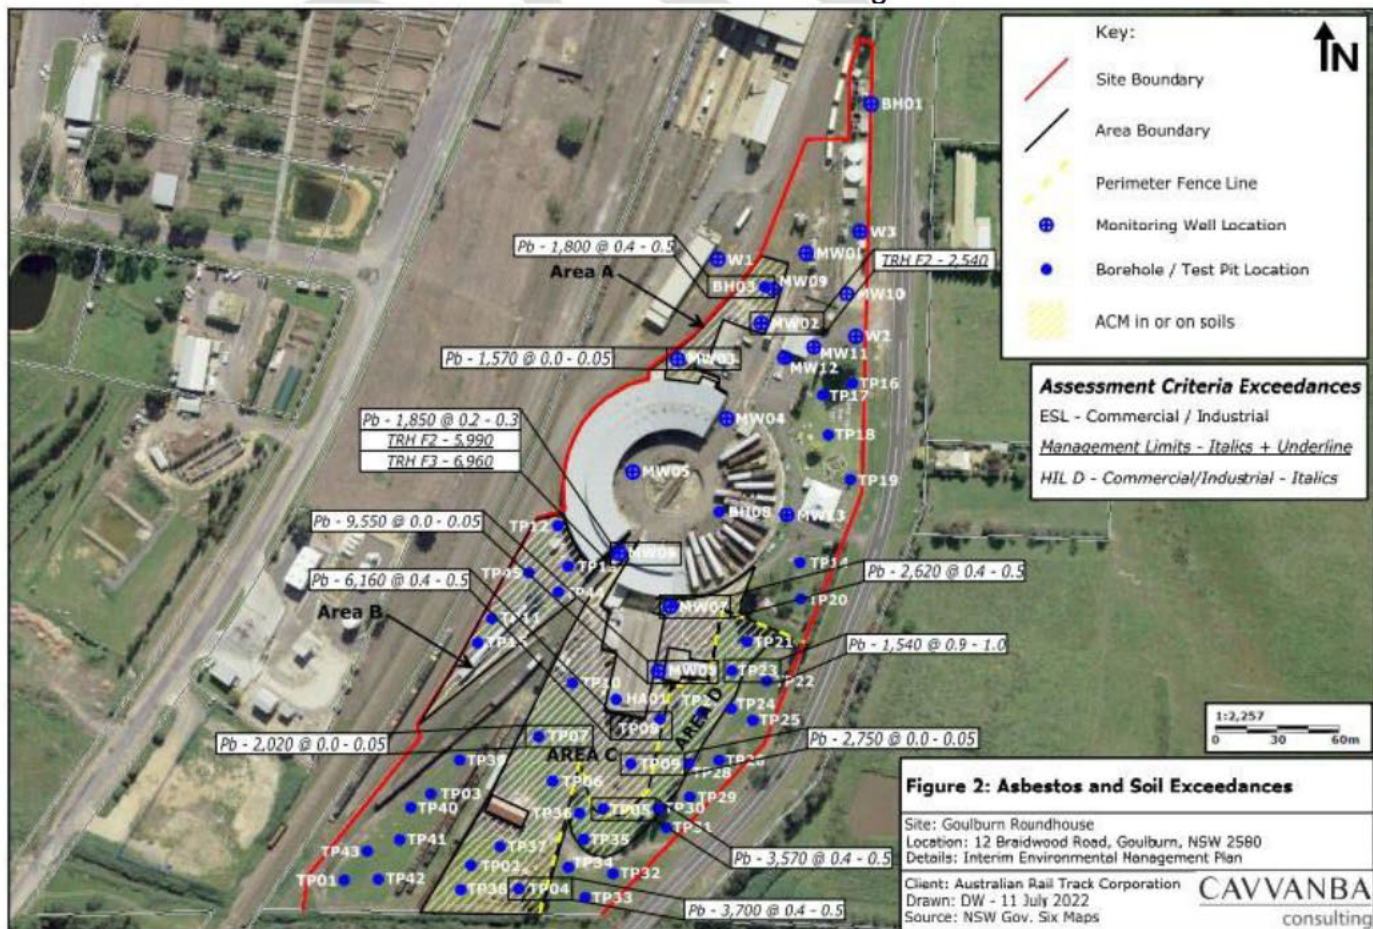 Key:
N
Site Boundary
Area Boundary
Perimeter Fence Line
Monitoring Well Location
Borehole / Test Pit Location
ACM in or on soils
Assessment Criteria Exceedances
ESL - Commercial / Industrial
Management Limits - Italics + Underline
HIL D - Commercial/Industrial - Italics
BH01
W3
MW01
W1
Pb - 1,800 @ 0.4 - 0.5
TRH F2 - 2,540
Area A
BH03
MW09
MW10
MW02
W2
MW11
MW12
Pb - 1,570 @ 0.0 - 0.05
MW03
TP16
TP17
MW04
TP18
Pb - 1,850 @ 0.2 - 0.3
TRH F2 - 5,990
TRH F3 - 6,960
MW05
TP19
BH08
MW13
Pb - 9,550 @ 0.0 - 0.05
TP12
MW06
TP14
Pb - 2,620 @ 0.4 - 0.5
Pb - 6,160 @ 0.4 - 0.5
TP45
TP44
Area B
MW07
TP20
TP21
Pb - 1,540 @ 0.9 - 1.0
TP23
TP22
TP10
HA01
TP24
TP25
TP08
AREA D
Pb - 2,020 @ 0.0 - 0.05
TP07
AREA C
Pb - 2,750 @ 0.0 - 0.05
TP39
TP09
TP28
TP06
TP03
TP40
TP29
TP36
TP05
TP30
TP31
TP41
TP35
TP43
TP37
Pb - 3,570 @ 0.4 - 0.5
TP02
TP34
TP32
TP01
TP42
TP38
TP04
TP33
Pb - 3,700 @ 0.4 - 0.5
1:2,257
0 30 60m
Figure 2: Asbestos and Soil Exceedances
Site: Goulburn Roundhouse
Location: 12 Braidwood Road, Goulburn, NSW 2580
Details: Interim Environmental Management Plan
Client: Australian Rail Track Corporation
Drawn: DW - 11 July 2022
Source: NSW Gov. Six Maps
CAVVANBA
consulting